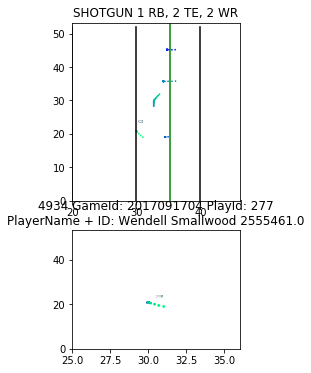 SHOTGUN 1 RB, 2 TE, 2 WR
50
40
30
20
10
0
20 30 40
4934 GameId: 2017091704 PlayId: 277
PlayerName + ID: Wendell Smallwood 2555461.0
40
20
0
25.0 27.5 30.0 32.5 35.0